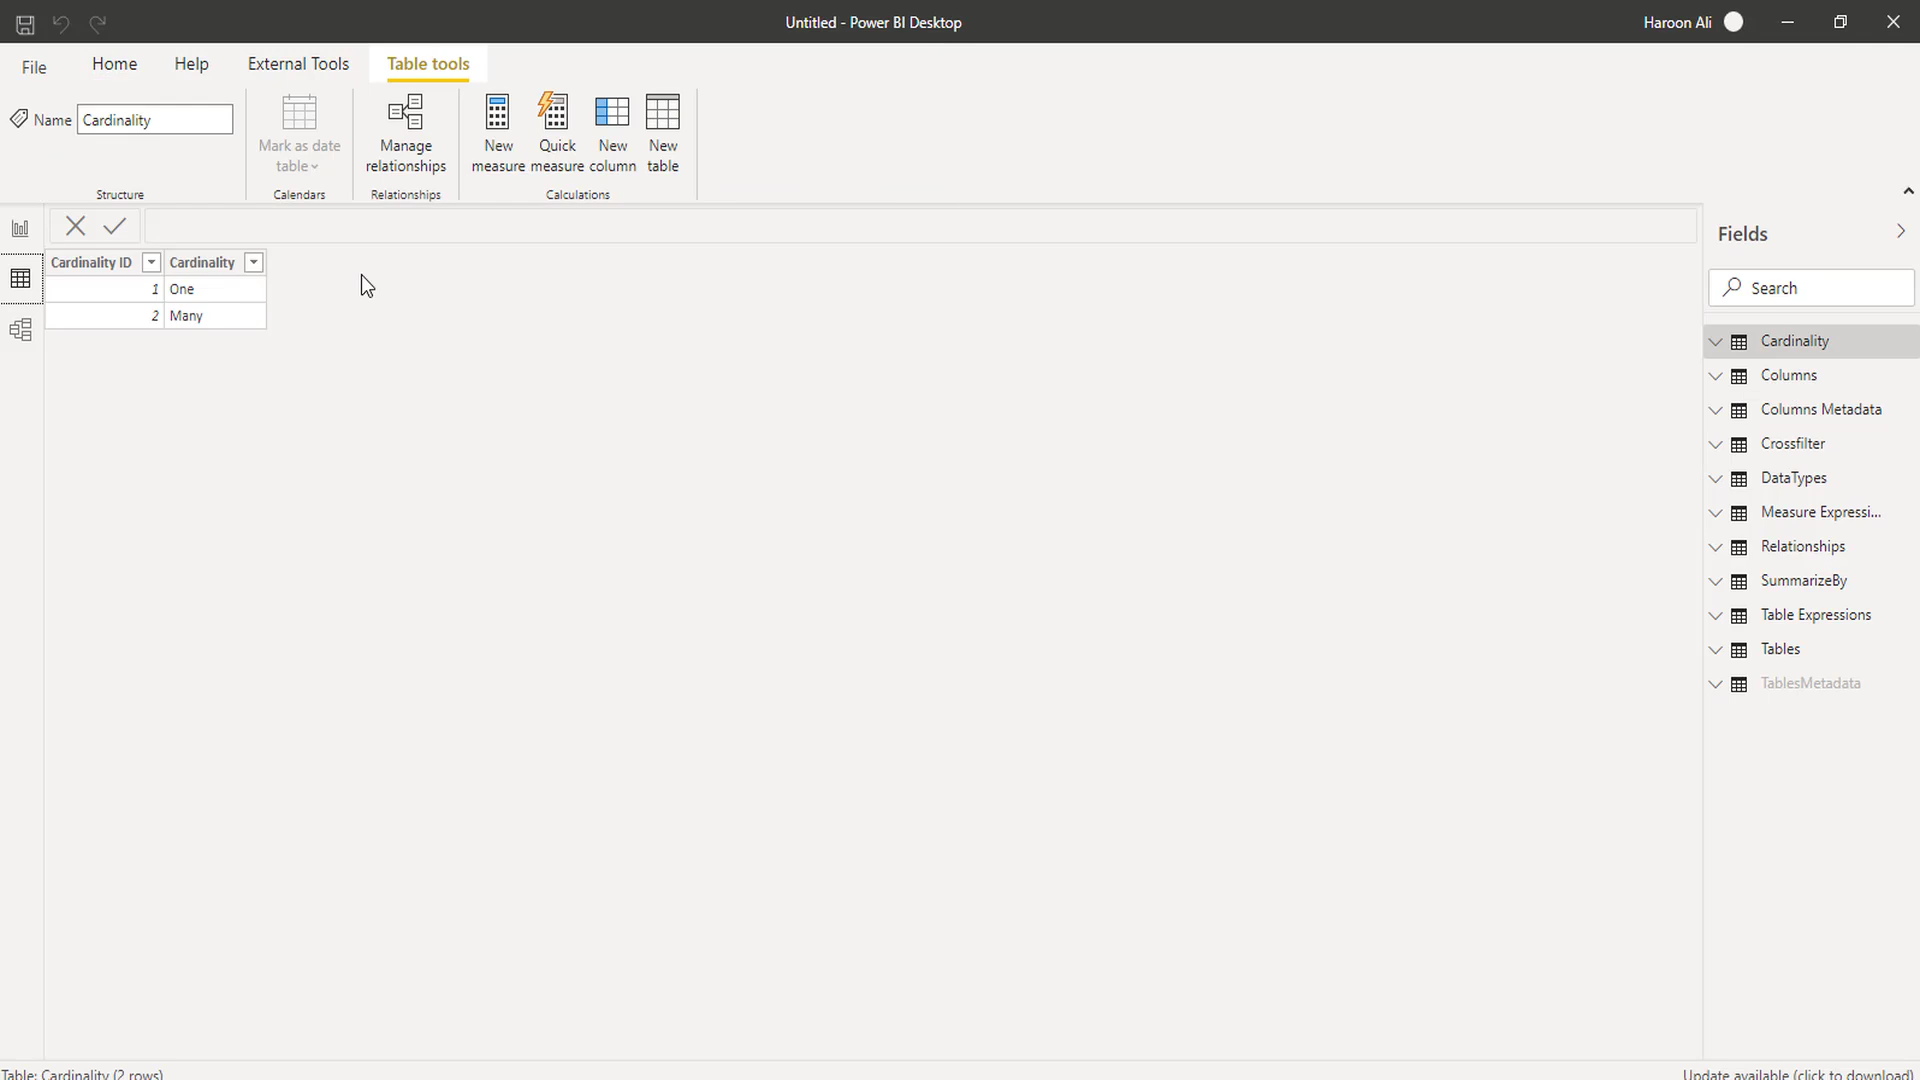 Untitled - Power BI Desktop
Haroon Ali
File
Home
Help
External Tools
Table tools
Name
Cardinality
Mark as date
table
Manage
relationships
New
measure
Quick
measure
New
column
New
table
Structure
Calendars
Relationships
Calculations
Fields
Search
Cardinality ID
Cardinality
1
One
2
Many
Cardinality
Columns
Columns Metadata
Crossfilter
DataTypes
Measure Expressi...
Relationships
SummarizeBy
Table Expressions
Tables
TablesMetadata
Table: Cardinality (2 rows)
Update available (click to download)